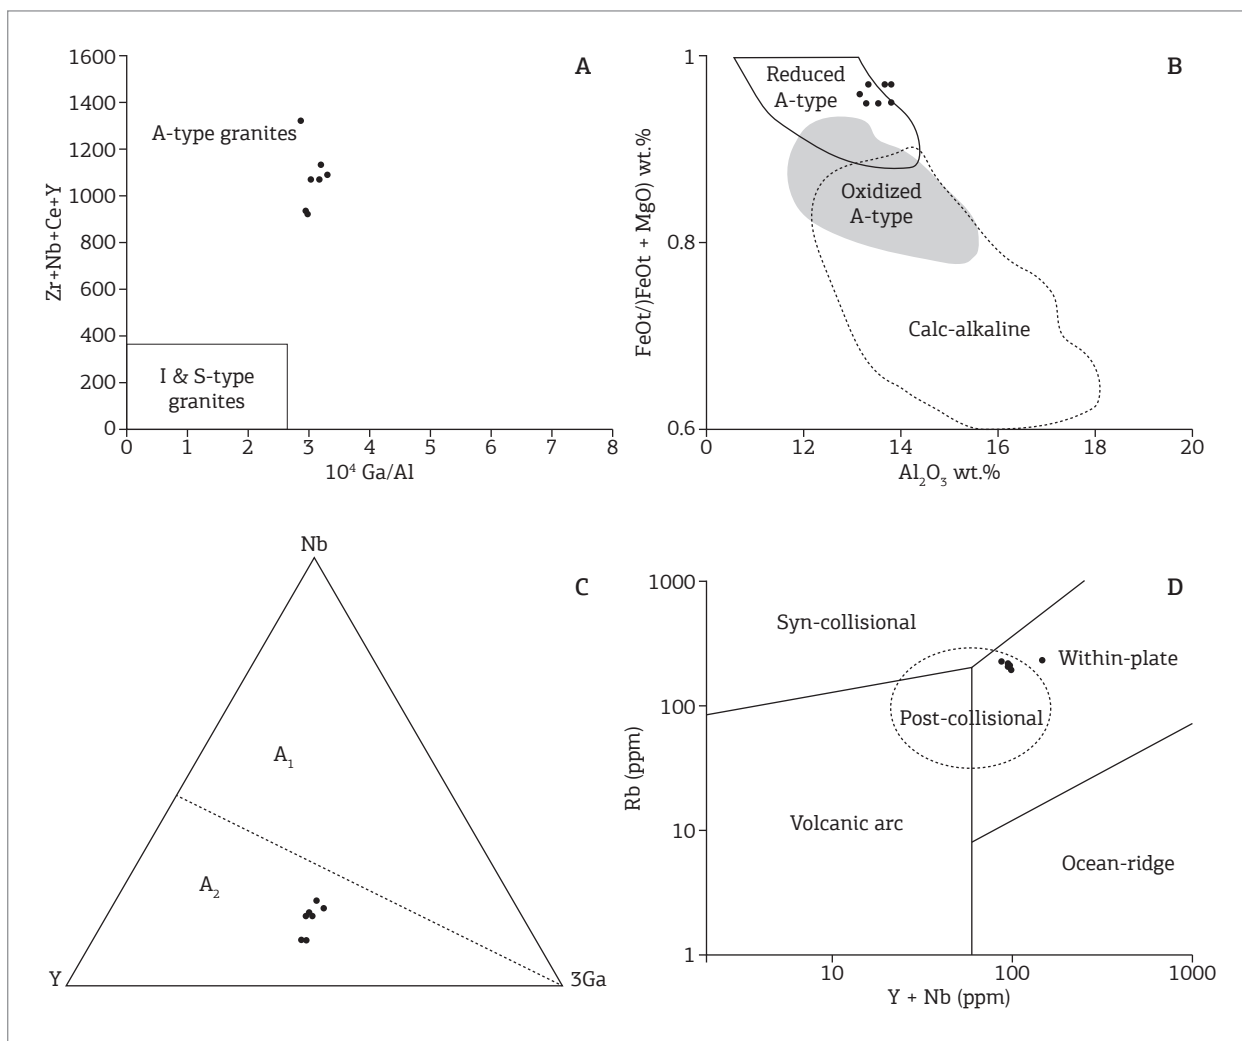 A
1600
1400
1200
1000
800
600
400
200
0
Zr+Nb+Ce+Y
A-type granites
I & S-type
granites
0 1 2 3 4 5 6 7 8
10⁴ Ga/Al
B
1
0.8
0.6
FeOt/)FeOt + MgO) wt.%
Reduced
A-type
Oxidized
A-type
Calc-alkaline
0 12 14 16 18 20
Al₂O₃ wt.%
C
Nb
A₁
A₂
Y
3Ga
D
1000
100
10
1
Rb (ppm)
Syn-collisional
Within-plate
Post-collisional
Volcanic arc
Ocean-ridge
10 100 1000
Y + Nb (ppm)